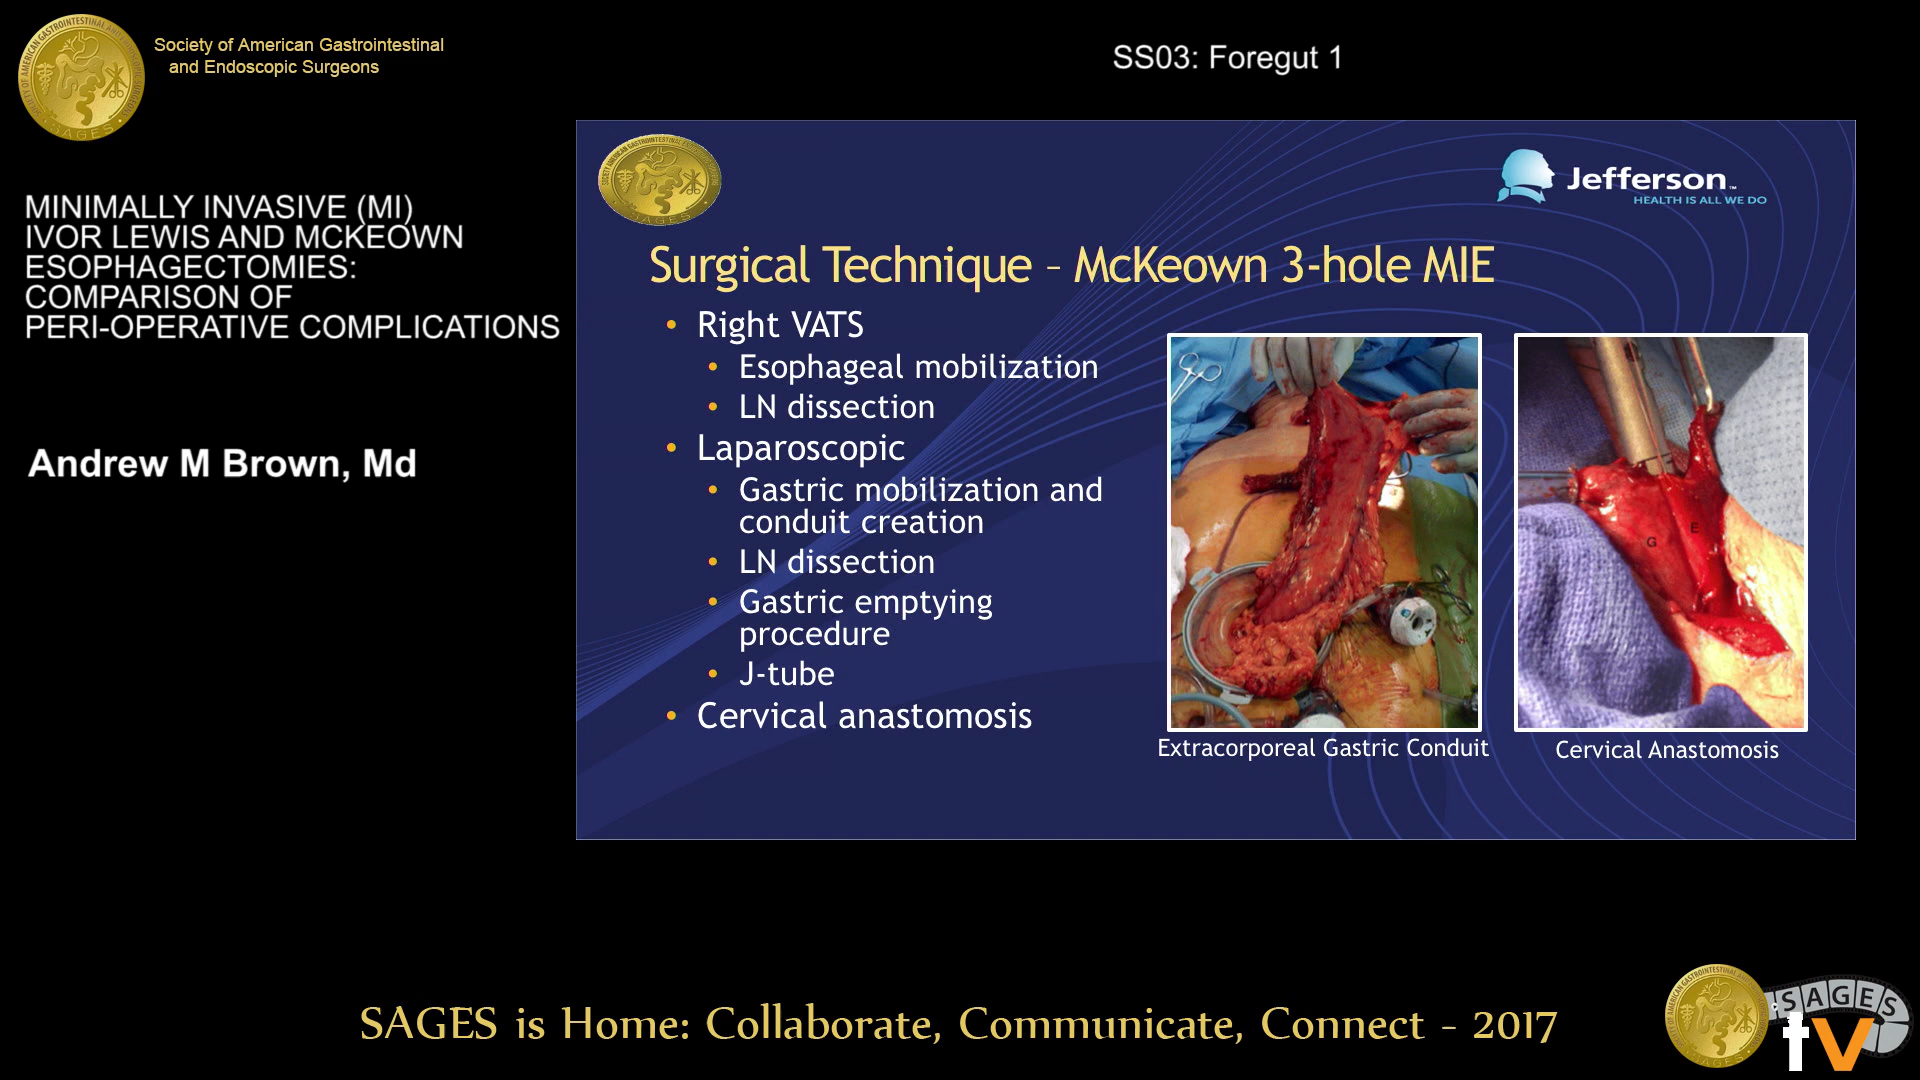 Society of American Gastrointestinal
and Endoscopic Surgeons
SS03: Foregut 1
MINIMALLY INVASIVE (MI)
IVOR LEWIS AND MCKEOWN
ESOPHAGECTOMIES:
COMPARISON OF
PERI-OPERATIVE COMPLICATIONS
Andrew M Brown, Md
Jefferson™
HEALTH IS ALL WE DO
Surgical Technique – McKeown 3-hole MIE
• Right VATS
• Esophageal mobilization
• LN dissection
• Laparoscopic
• Gastric mobilization and
conduit creation
• LN dissection
• Gastric emptying
procedure
• J-tube
• Cervical anastomosis
G
E
Extracorporeal Gastric Conduit
Cervical Anastomosis
SAGES is Home: Collaborate, Communicate, Connect - 2017
SAGES
tv